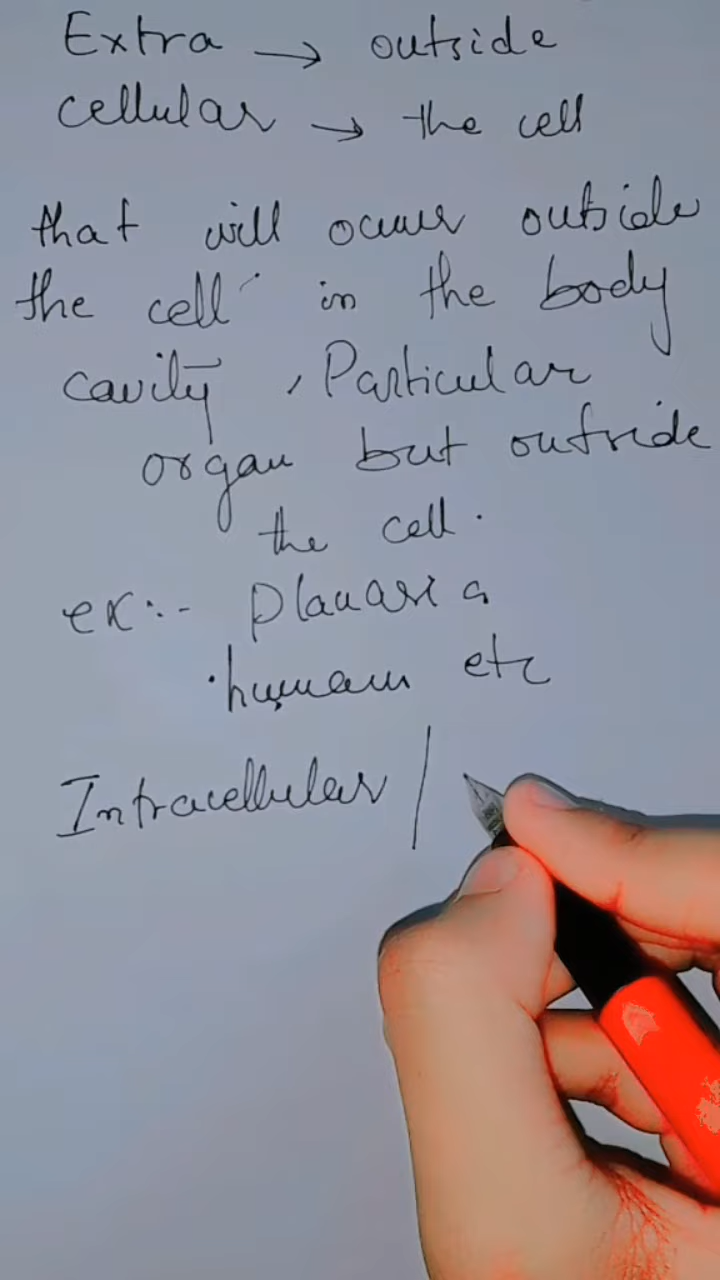 Extra → outside
cellular → the cell
that will occur outside
the cell in the body
cavity, Particular
organ but outside
the cell.
ex:- Planaria
human etc
Intracellular /